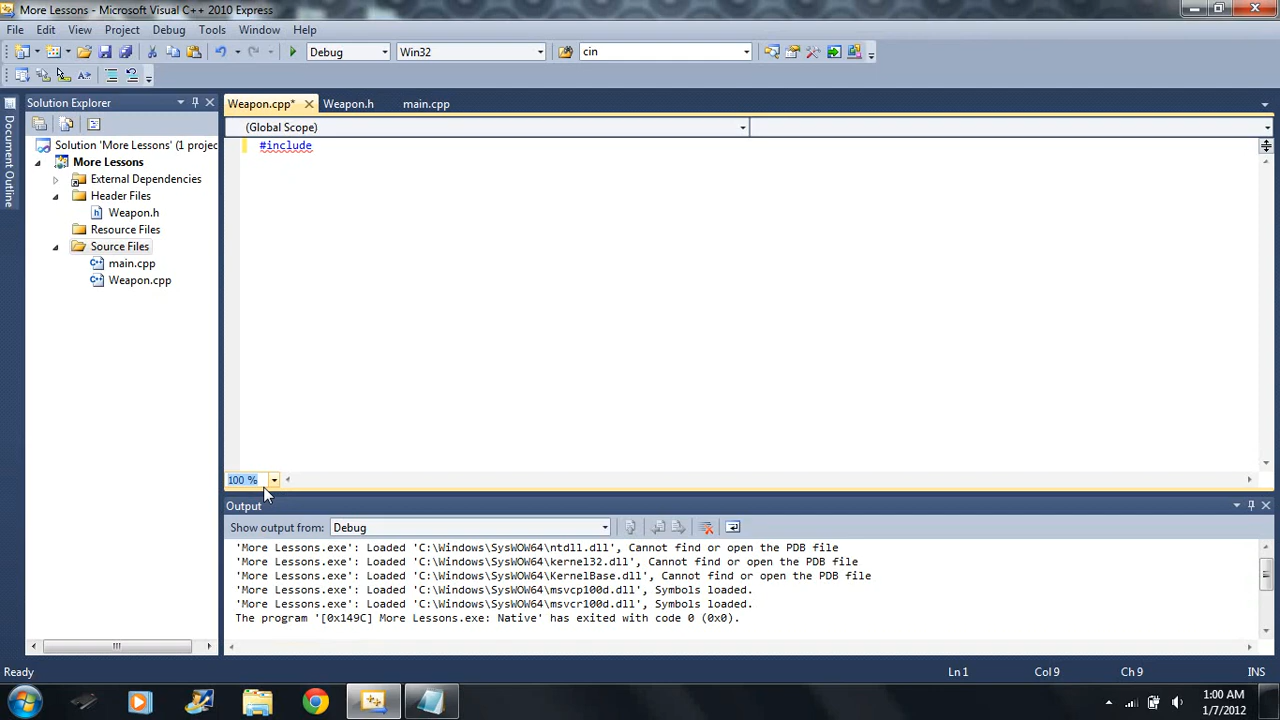 More Lessons - Microsoft Visual C++ 2010 Express
File Edit View Project Debug Tools Window Help
Debug Win32 cin
Solution Explorer
Weapon.cpp* Weapon.h main.cpp
Document Outline
(Global Scope)
Solution 'More Lessons' (1 projec
More Lessons
External Dependencies
Header Files
Weapon.h
Resource Files
Source Files
main.cpp
Weapon.cpp
#include
100 %
Output
Show output from: Debug
'More Lessons.exe': Loaded 'C:\Windows\SysWOW64\ntdll.dll', Cannot find or open the PDB file
'More Lessons.exe': Loaded 'C:\Windows\SysWOW64\kernel32.dll', Cannot find or open the PDB file
'More Lessons.exe': Loaded 'C:\Windows\SysWOW64\KernelBase.dll', Cannot find or open the PDB file
'More Lessons.exe': Loaded 'C:\Windows\SysWOW64\msvcp100d.dll', Symbols loaded.
'More Lessons.exe': Loaded 'C:\Windows\SysWOW64\msvcr100d.dll', Symbols loaded.
The program '[0x149C] More Lessons.exe: Native' has exited with code 0 (0x0).
Ready Ln 1 Col 9 Ch 9 INS
1:00 AM
1/7/2012